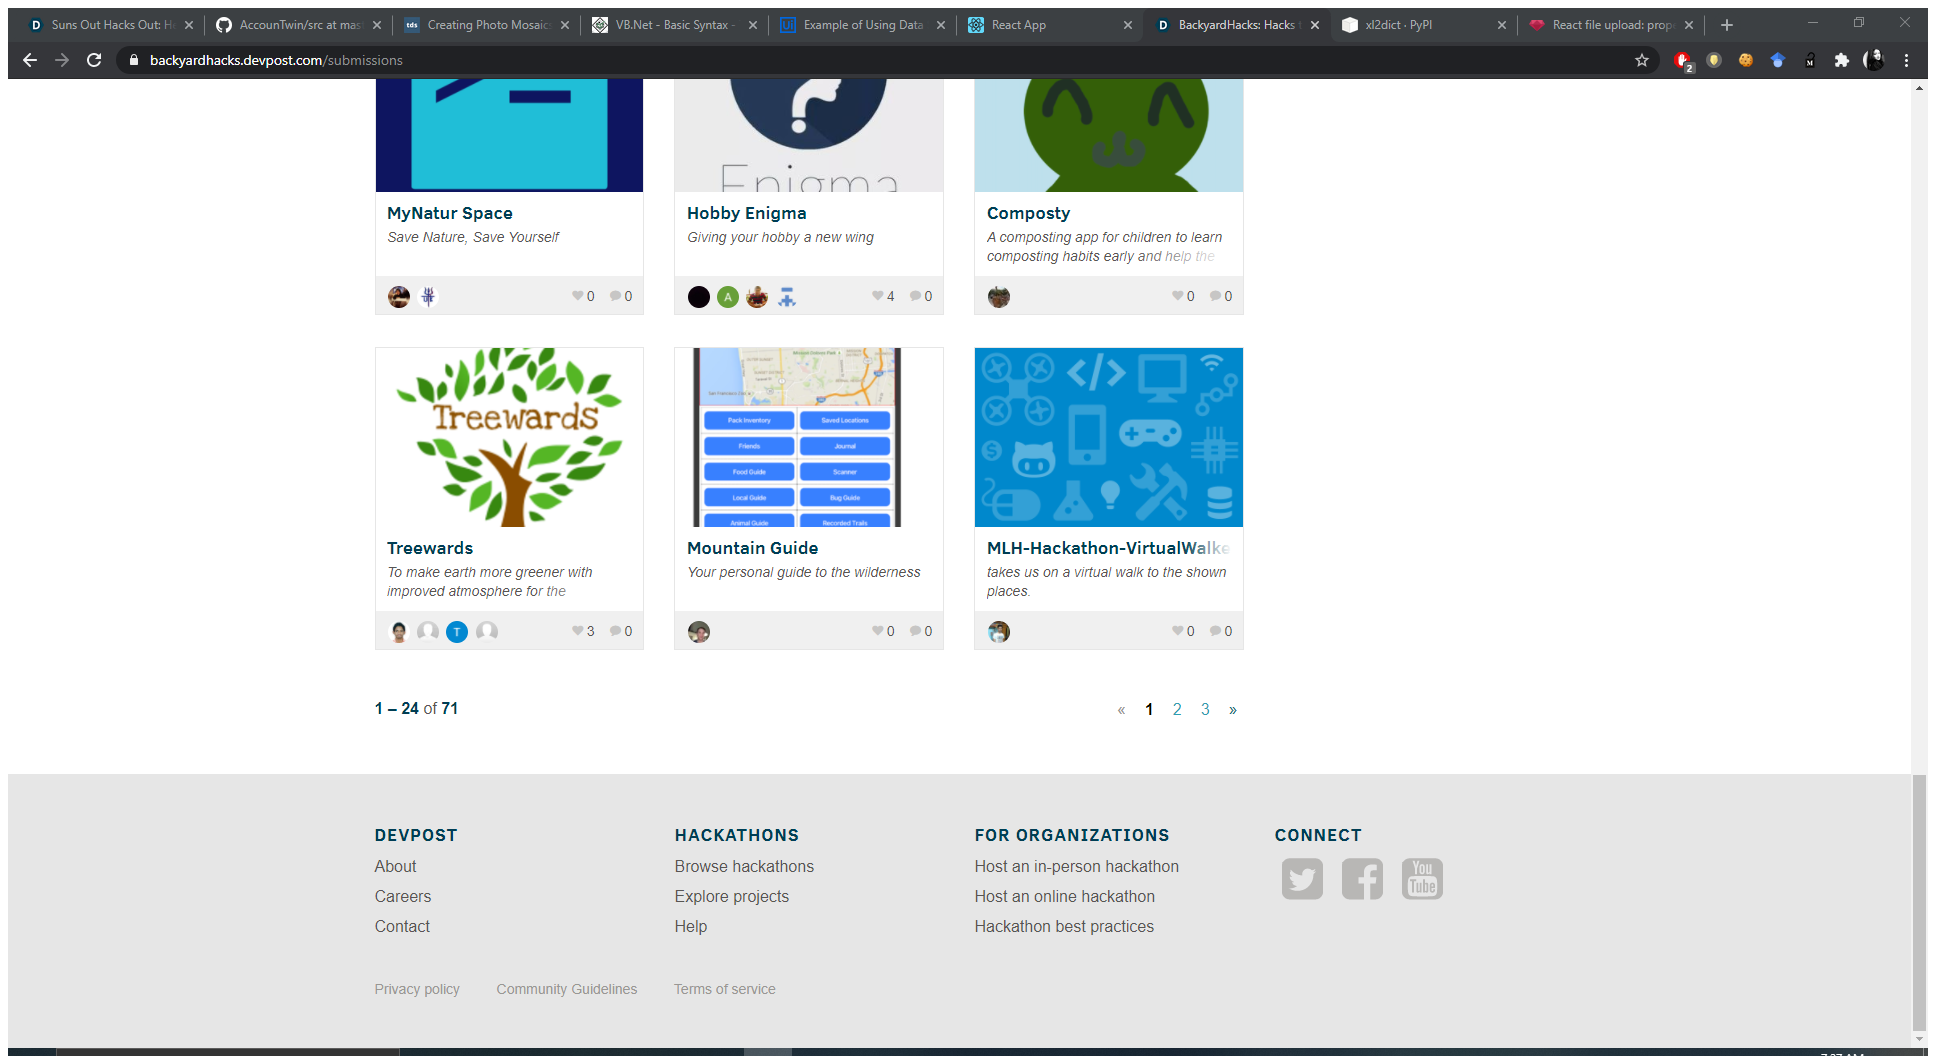 Suns Out Hacks Out: He
AccounTwin/src at mas
Creating Photo Mosaics
VB.Net - Basic Syntax -
Example of Using Data
React App
BackyardHacks: Hacks f
xl2dict · PyPI
React file upload: prop
backyardhacks.devpost.com/submissions
2
Enigma
MyNatur Space
Save Nature, Save Yourself
0 0
Hobby Enigma
Giving your hobby a new wing
A
4 0
Composty
A composting app for children to learn
composting habits early and help the
0 0
Treewards
Treewards
To make earth more greener with
improved atmosphere for the
T
3 0
Pack Inventory Saved Locations
Friends Journal
Food Guide Scanner
Local Guide Bug Guide
Animal Guide Recorded Trails
Mountain Guide
Your personal guide to the wilderness
0 0
MLH-Hackathon-VirtualWalke
takes us on a virtual walk to the shown
places.
0 0
1 – 24 of 71
« 1 2 3 »
DEVPOST
About
Careers
Contact
HACKATHONS
Browse hackathons
Explore projects
Help
FOR ORGANIZATIONS
Host an in-person hackathon
Host an online hackathon
Hackathon best practices
CONNECT
You
Tube
Privacy policy Community Guidelines Terms of service